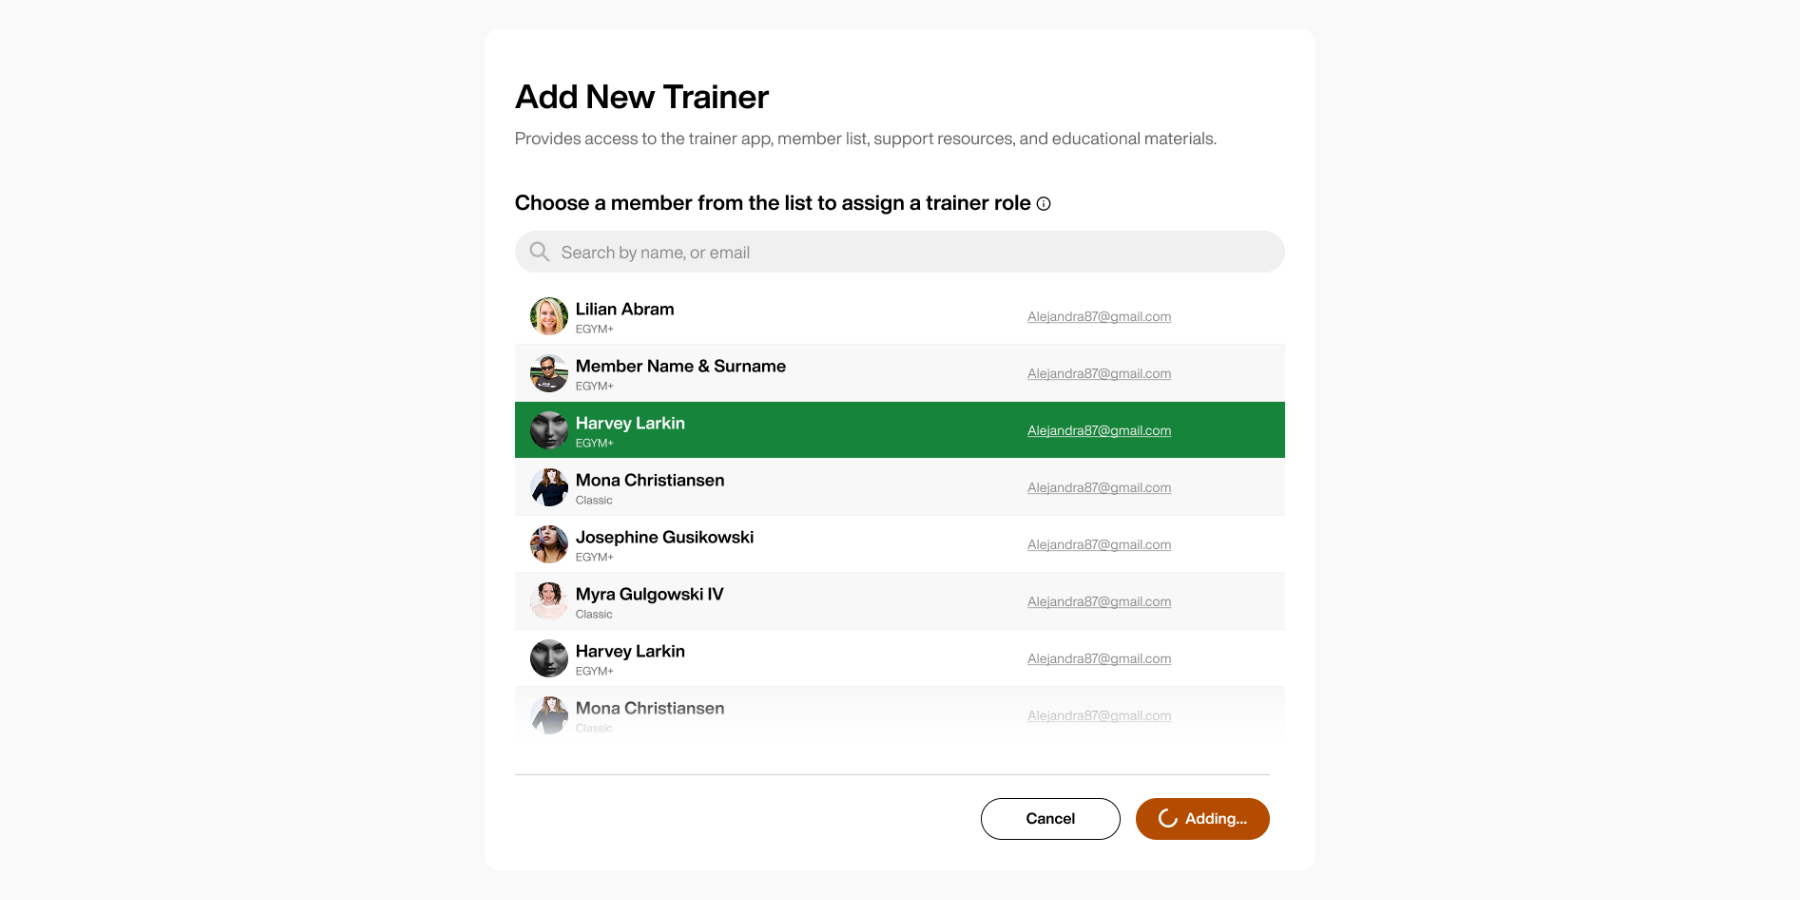 Add New Trainer
Provides access to the trainer app, member list, support resources, and educational materials.
Choose a member from the list to assign a trainer role
Search by name, or email
Lilian Abram
EGYM+
Alejandra87@gmail.com
Member Name & Surname
EGYM+
Alejandra87@gmail.com
Harvey Larkin
EGYM+
Alejandra87@gmail.com
Mona Christiansen
Classic
Alejandra87@gmail.com
Josephine Gusikowski
EGYM+
Alejandra87@gmail.com
Myra Gulgowski IV
Classic
Alejandra87@gmail.com
Harvey Larkin
EGYM+
Alejandra87@gmail.com
Mona Christiansen
Classic
Alejandra87@gmail.com
Cancel
Adding...